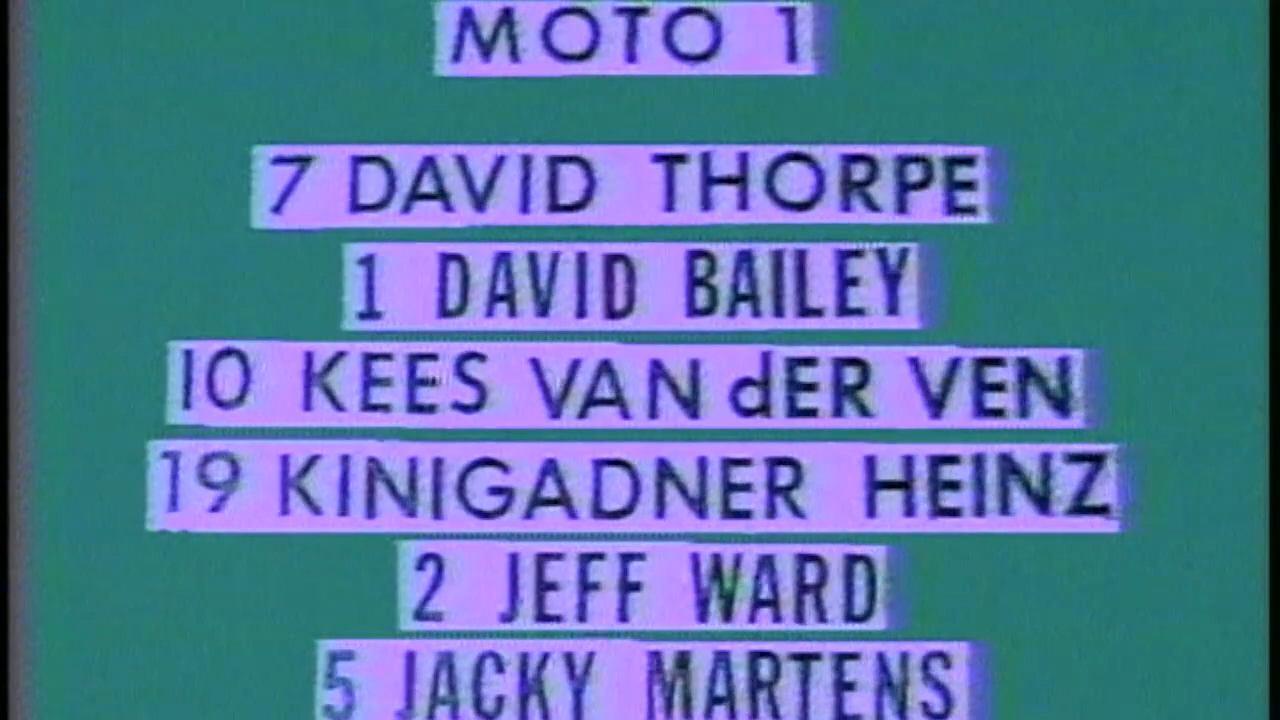 MOTO 1
7 DAVID THORPE
1 DAVID BAILEY
10 KEES VAN dER VEN
19 KINIGADNER HEINZ
2 JEFF WARD
5 JACKY MARTENS